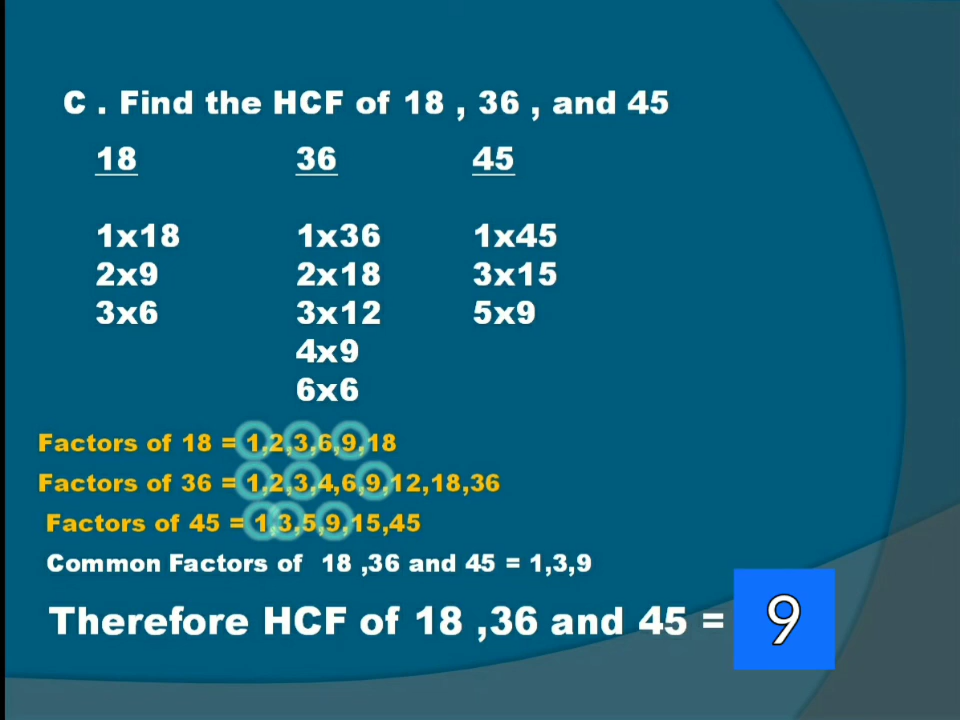 C . Find the HCF of 18 , 36 , and 45
18 36 45
1x18 1x36 1x45
2x9 2x18 3x15
3x6 3x12 5x9
4x9
6x6
Factors of 18 = 1,2,3,6,9,18
Factors of 36 = 1,2,3,4,6,9,12,18,36
Factors of 45 = 1,3,5,9,15,45
Common Factors of 18 ,36 and 45 = 1,3,9
Therefore HCF of 18 ,36 and 45 = 9